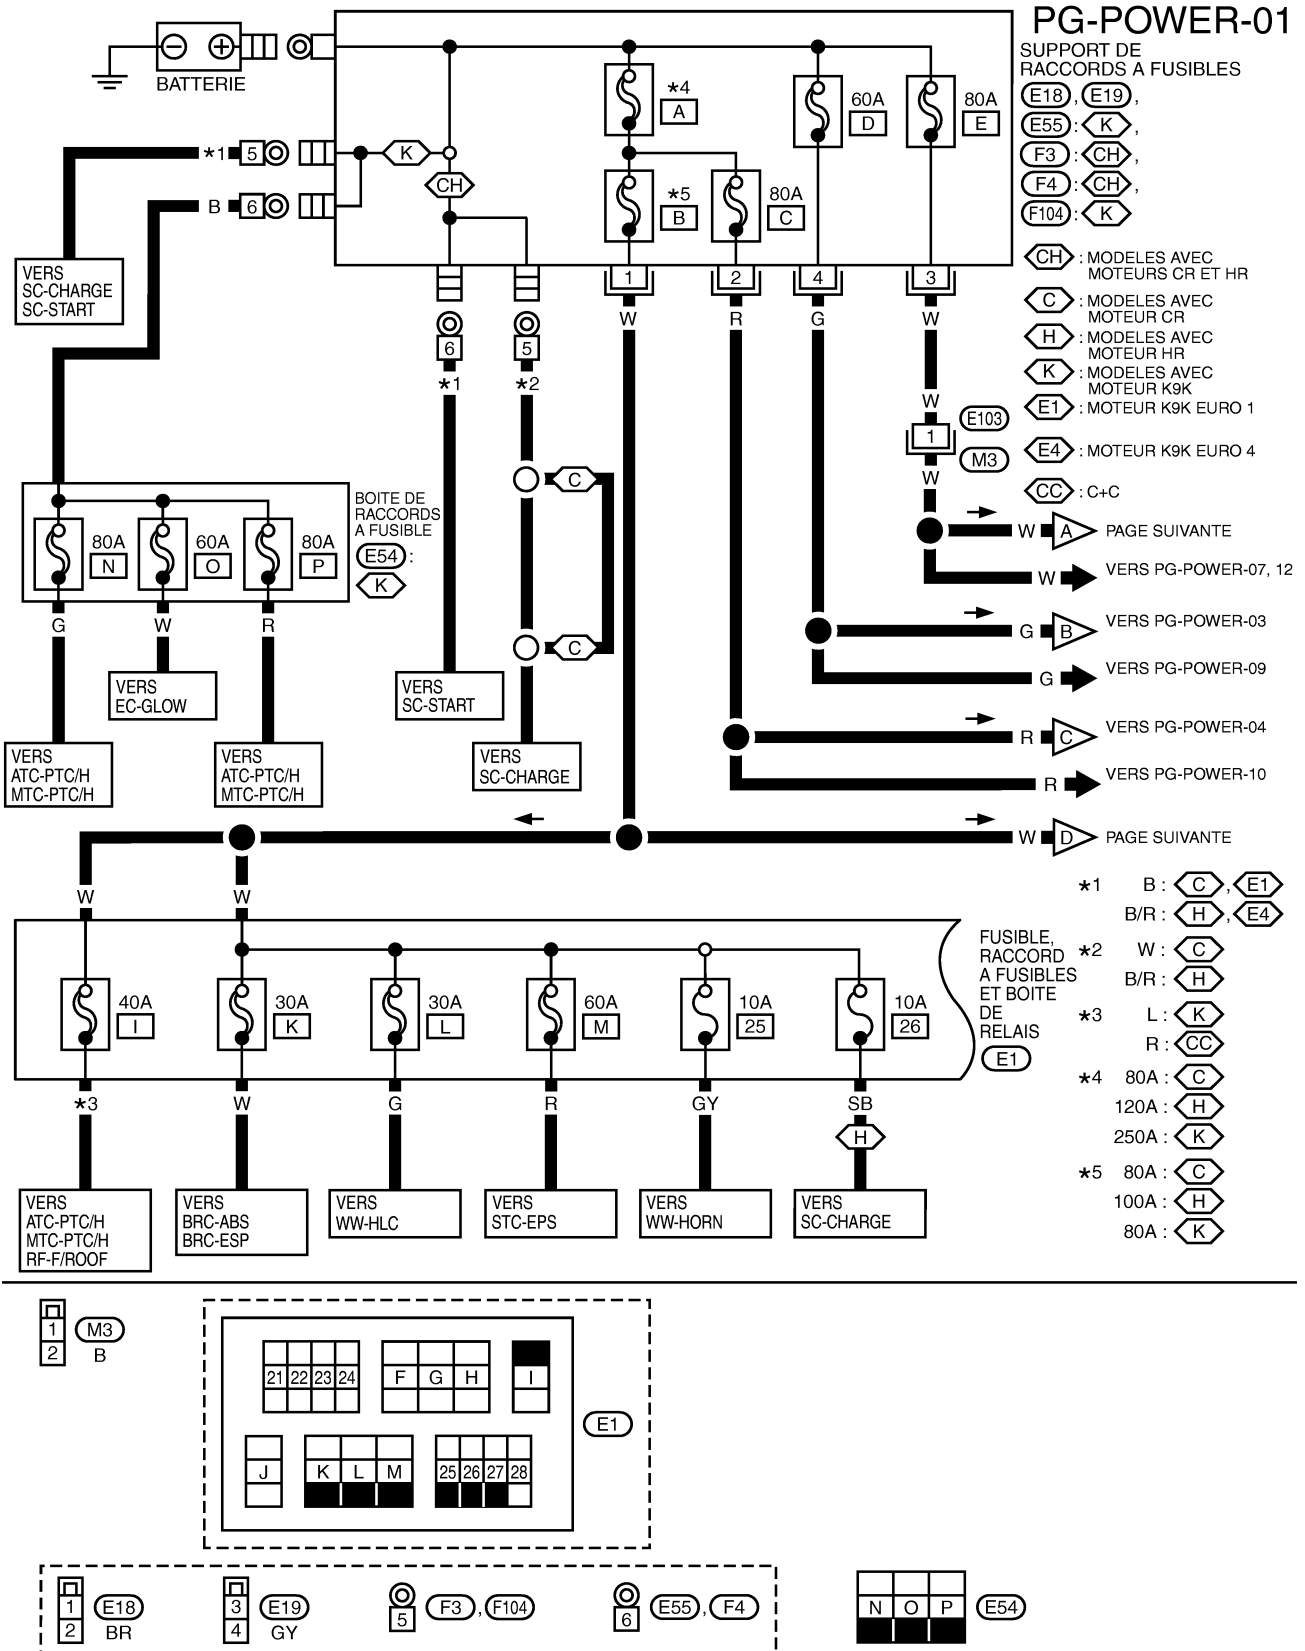 PG-POWER-01
BATTERIE
SUPPORT DE
RACCORDS A FUSIBLES
E18 , E19 ,
E55 : K ,
F3 : CH ,
F4 : CH ,
F104 : K
*4
A
60A
D
80A
E
*1 5
K
CH
B 6
*5
B
80A
C
VERS
SC-CHARGE
SC-START
1
2
4
3
CH : MODELES AVEC
MOTEURS CR ET HR
C : MODELES AVEC
MOTEUR CR
H : MODELES AVEC
MOTEUR HR
K : MODELES AVEC
MOTEUR K9K
E1 : MOTEUR K9K EURO 1
E4 : MOTEUR K9K EURO 4
CC : C+C
W
R
G
W
6
5
*1
*2
W
E103
1
M3
W
C
C
BOITE DE
RACCORDS
A FUSIBLE
E54 :
K
80A
N
60A
O
80A
P
G
W
R
W A PAGE SUIVANTE
W VERS PG-POWER-07, 12
G B VERS PG-POWER-03
G VERS PG-POWER-09
R C VERS PG-POWER-04
R VERS PG-POWER-10
W D PAGE SUIVANTE
VERS
EC-GLOW
VERS
SC-START
VERS
SC-CHARGE
VERS
ATC-PTC/H
MTC-PTC/H
VERS
ATC-PTC/H
MTC-PTC/H
W
W
40A
I
30A
K
30A
L
60A
M
10A
25
10A
26
FUSIBLE,
RACCORD
A FUSIBLES
ET BOITE
DE
RELAIS
E1
*1 B : C , E1
B/R : H , E4
*2 W : C
B/R : H
*3 L : K
R : CC
*4 80A : C
120A : H
250A : K
*5 80A : C
100A : H
80A : K
*3
W
G
R
GY
SB
H
VERS
ATC-PTC/H
MTC-PTC/H
RF-F/ROOF
VERS
BRC-ABS
BRC-ESP
VERS
WW-HLC
VERS
STC-EPS
VERS
WW-HORN
VERS
SC-CHARGE
1
2
M3
B
21 22 23 24
F G H
I
E1
J
K L M
25 26 27 28
1
2
E18
BR
3
4
E19
GY
5
F3 , F104
6
E55 , F4
N O P
E54